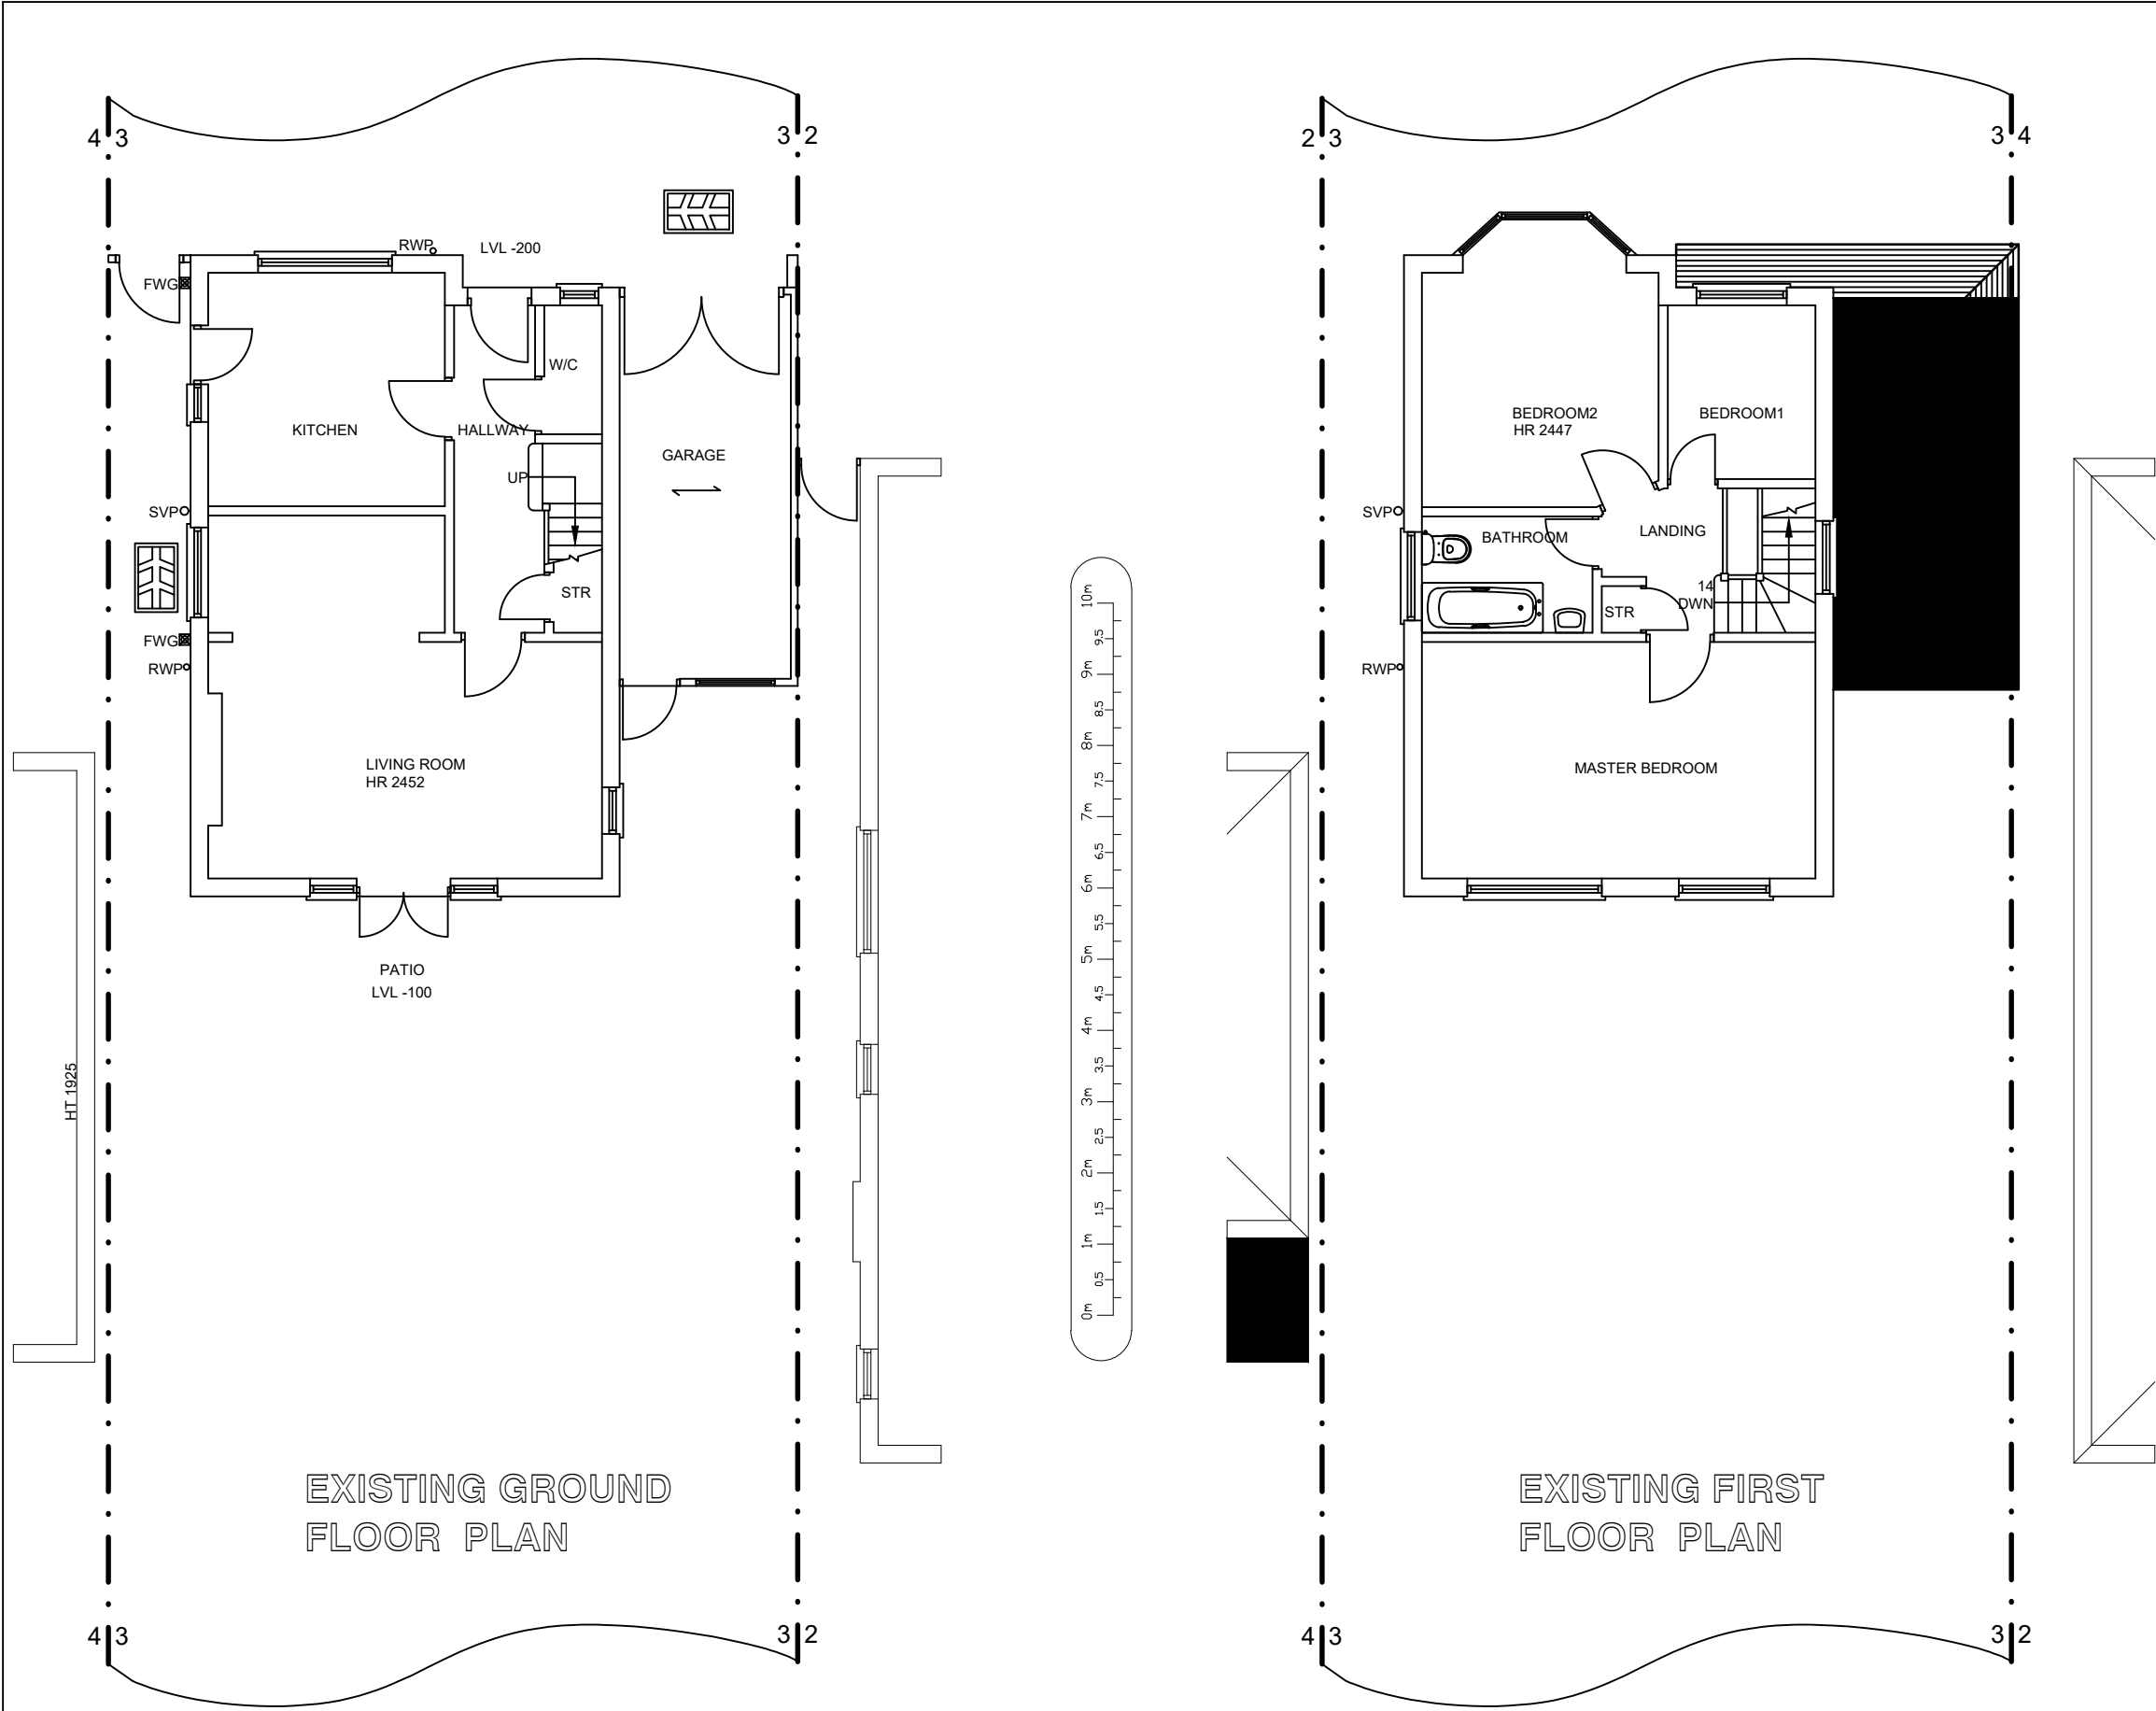 4 3
3 2
RWP
LVL -200
FWG
W/C
KITCHEN
HALLWAY
GARAGE
UP
SVP
STR
FWG
RWP
LIVING ROOM
HR 2452
PATIO
LVL -100
HT 1925
EXISTING GROUND
FLOOR PLAN
4 3
3 2
10m
9.5
9m
8.5
8m
7.5
7m
6.5
6m
5.5
5m
4.5
4m
3.5
3m
2.5
2m
1.5
1m
0.5
0m
2 3
3 4
BEDROOM2
HR 2447
BEDROOM1
SVP
BATHROOM
LANDING
14
DWN
STR
RWP
MASTER BEDROOM
EXISTING FIRST
FLOOR PLAN
4 3
3 2